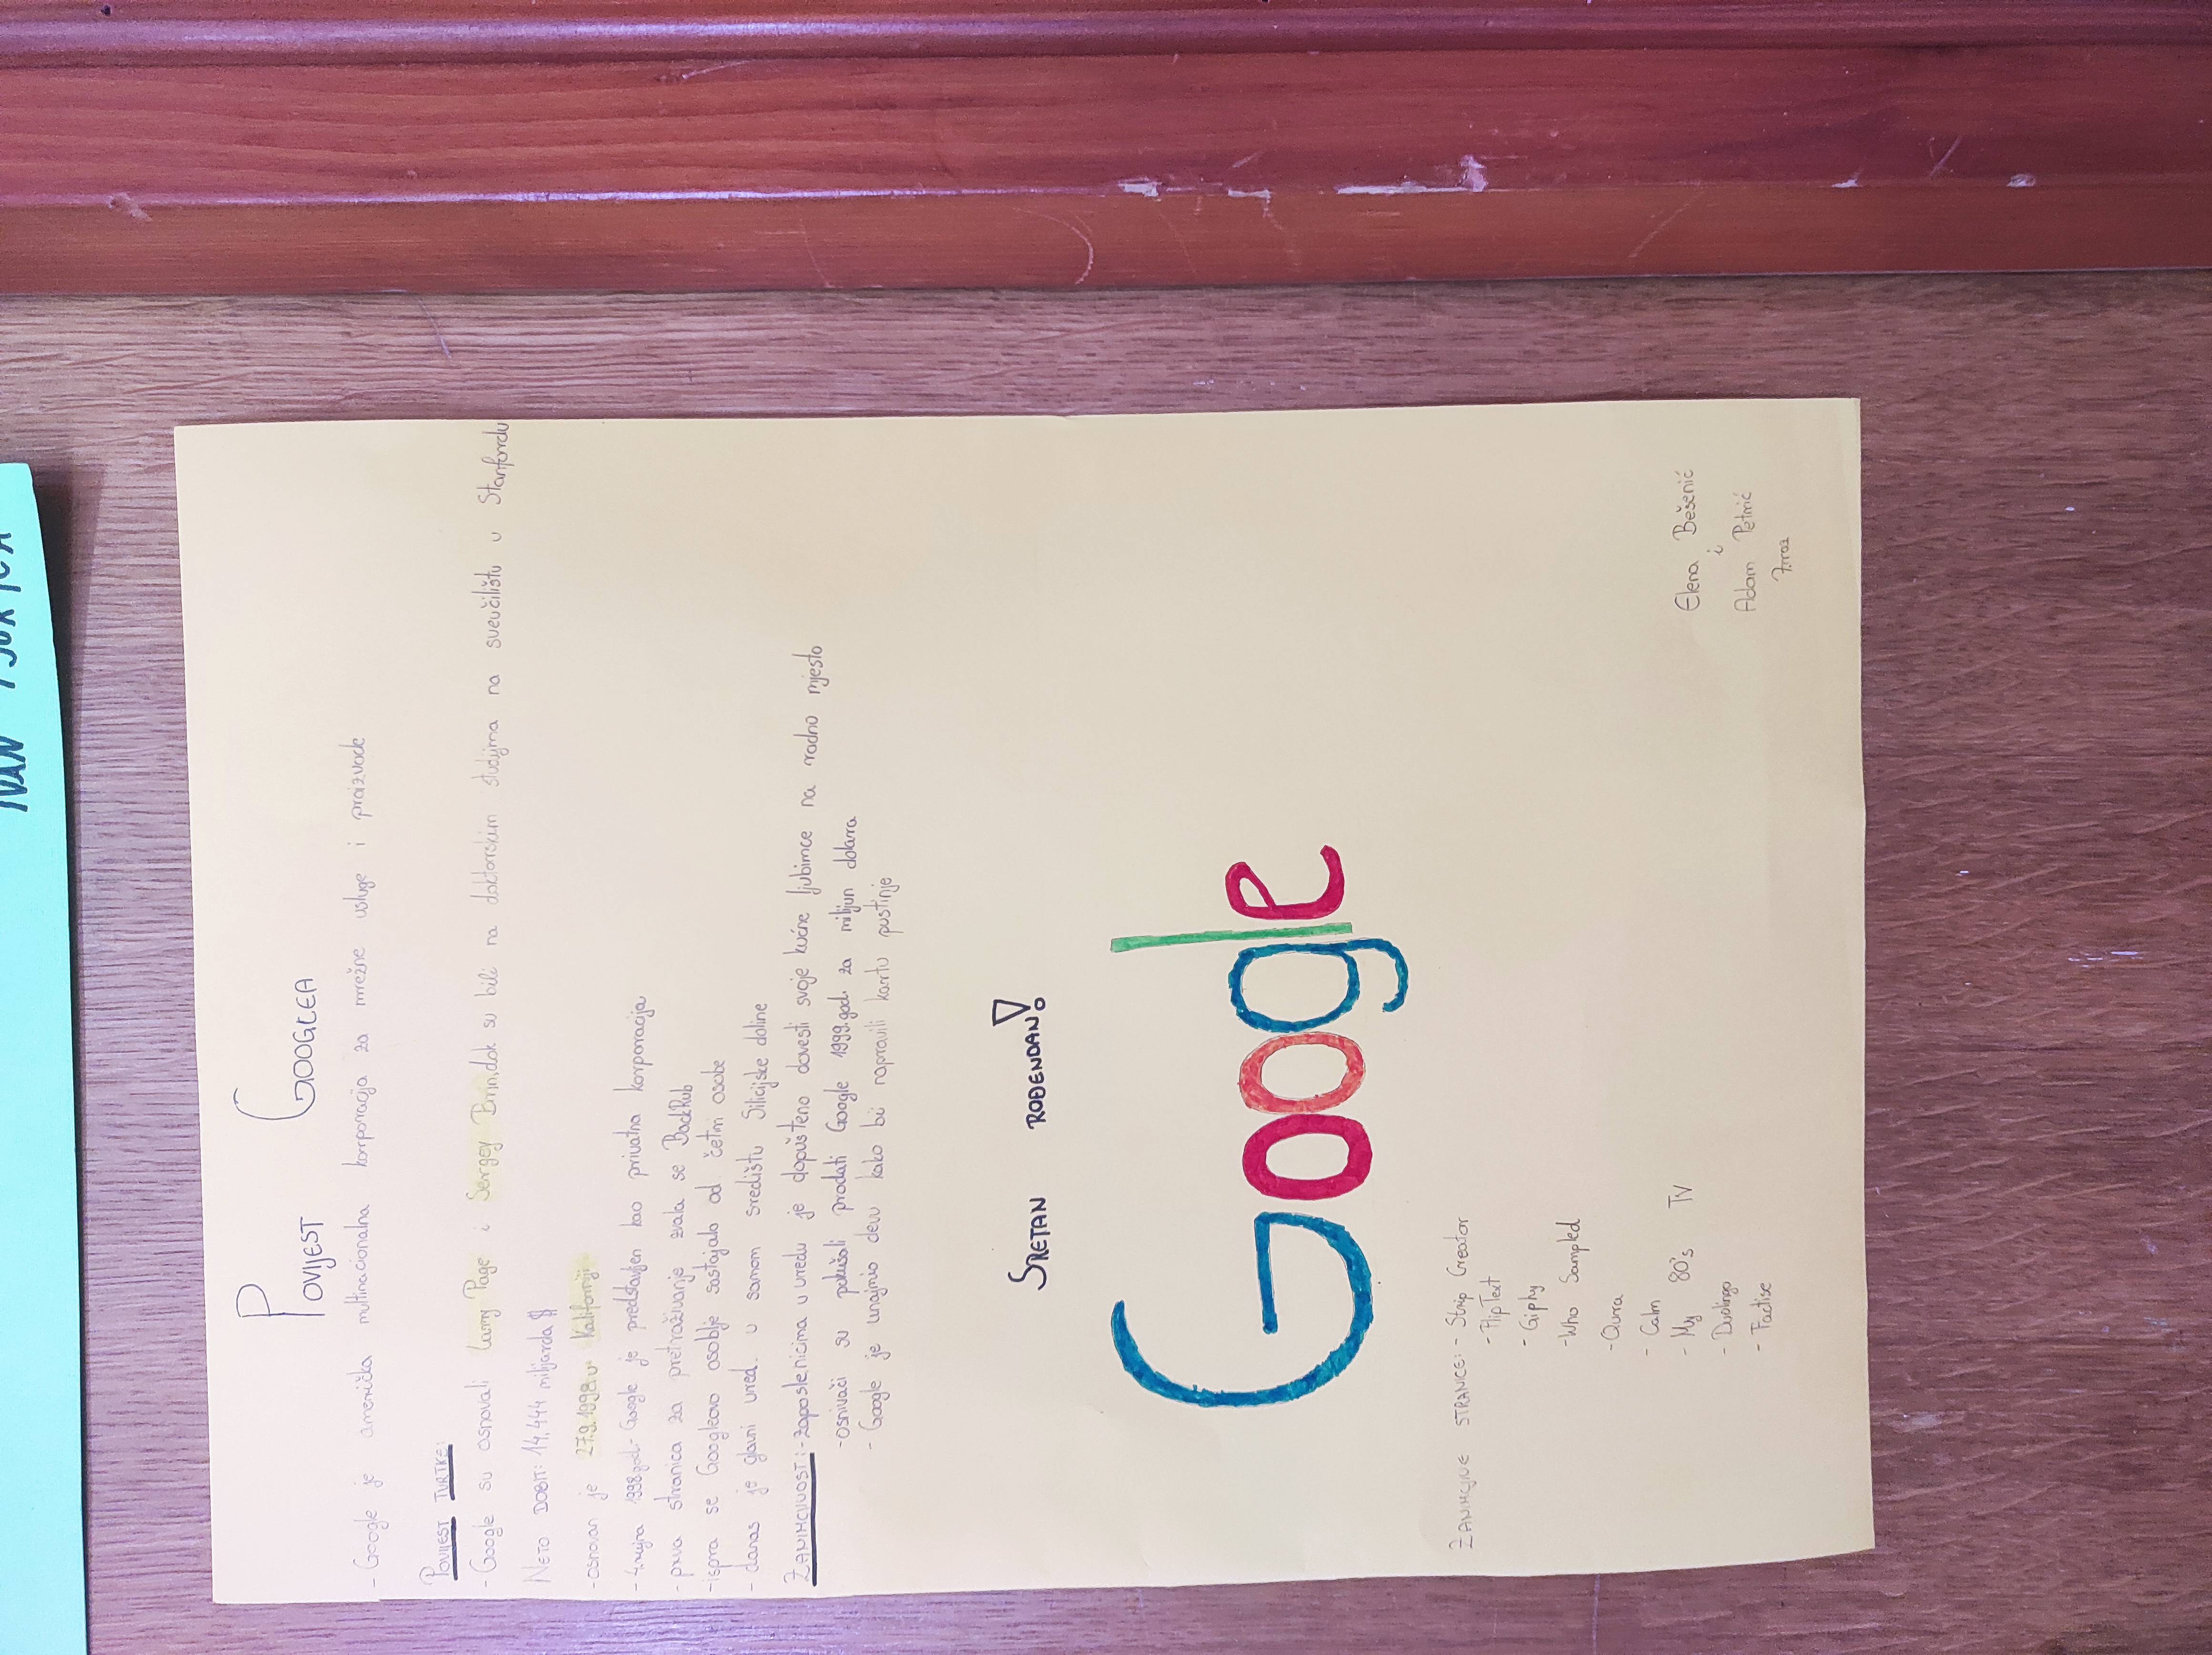 IVAN
POVIJEST GOOGLEA
- Google je američka multinacionalna korporacija za mrežne usluge i proizvode
POVIJEST TVRTKE:
- Google su osnovali Larry Page i Sergey Brin, dok su bili na doktorskim studijima na sveučilištu u Stanfordu
NETO DOBIT: 14.444 milijarda $
- osnovan je 27.9.1998. u Kaliforniji
- 4. rujna 1998. god. - Google je predstavljen kao privatna korporacija
- prva stranica za pretraživanje zvala se BackRub
- ispra se Googleovo osoblje sastojalo od četiri osobe
- danas je glavni ured. u samom središtu Silicijske doline
ZANIMLJIVOSTI: - zaposlenicima u uredu je dopušteno dovesti svoje kućne ljubimce na radno mjesto
- osnivači su pokušali prodati Google 1999. god. za milijun dolara
- Google je unajmio devu kako bi napravili kartu pustinje
SRETAN ROĐENDAN!
Google
ZANIMLJIVE STRANICE: - Strip Creator
- FlipText
- Giphy
- Who Sampled
- Qura
- Calm
- My 80's TV
- Duolingo
- Factise
Elena Bešenić
i
Adam Petrić
7.raz